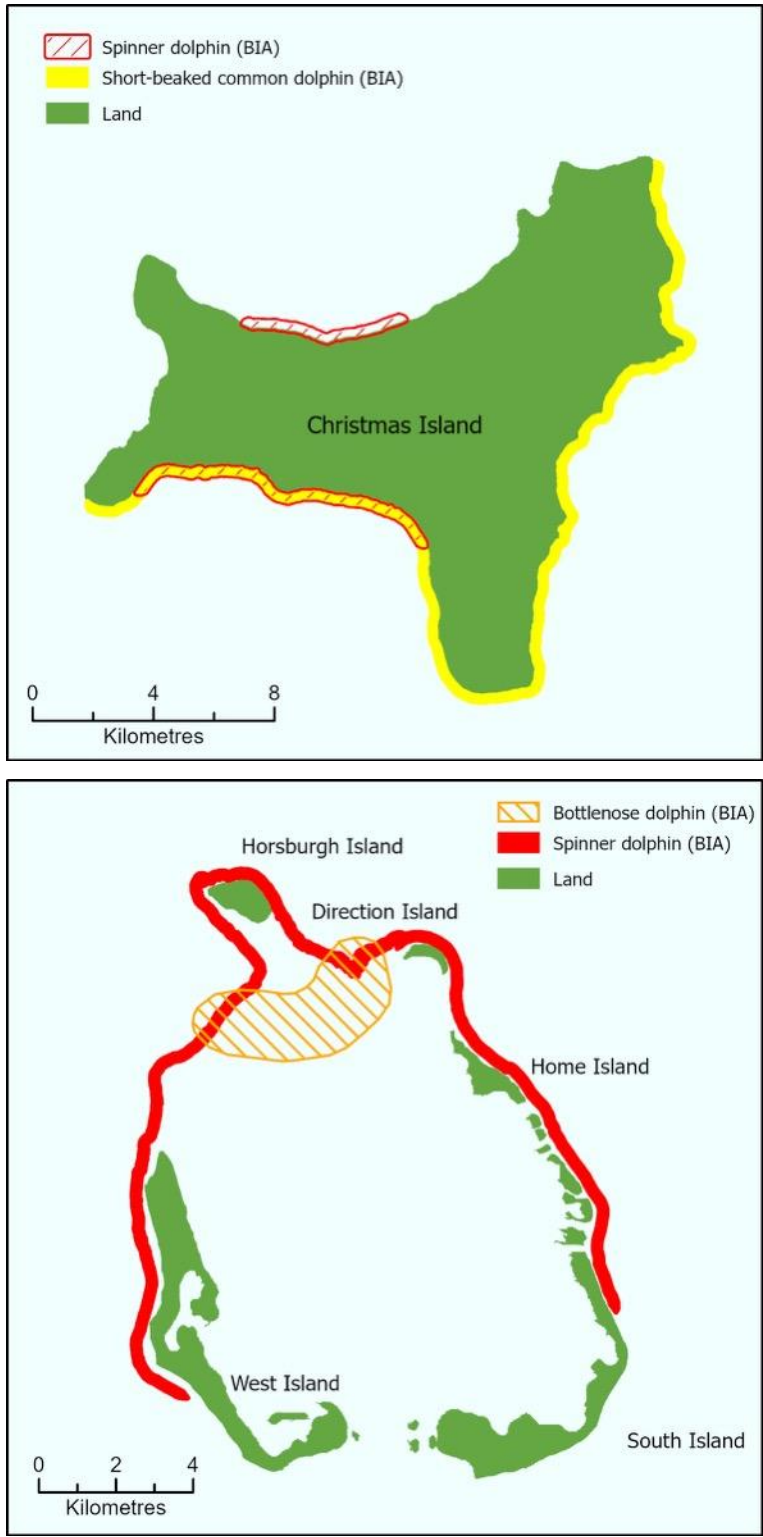 Spinner dolphin (BIA)
Short-beaked common dolphin (BIA)
Land
Christmas Island
0 4 8
Kilometres
Bottlenose dolphin (BIA)
Spinner dolphin (BIA)
Land
Horsburgh Island
Direction Island
Home Island
West Island
South Island
0 2 4
Kilometres